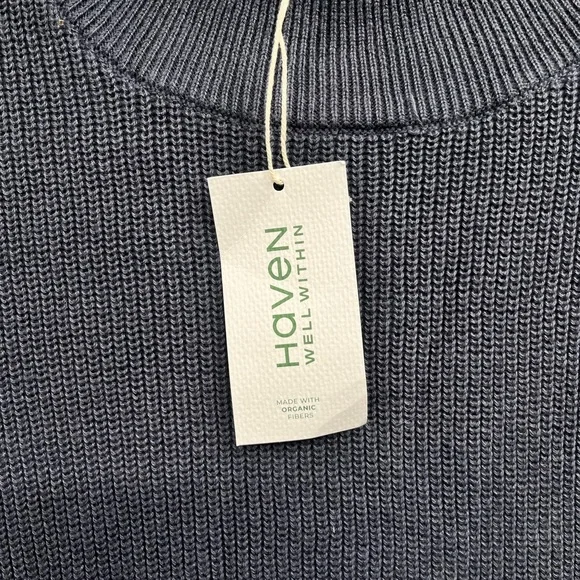 Haven
WELL WITHIN
MADE WITH
ORGANIC
FIBERS